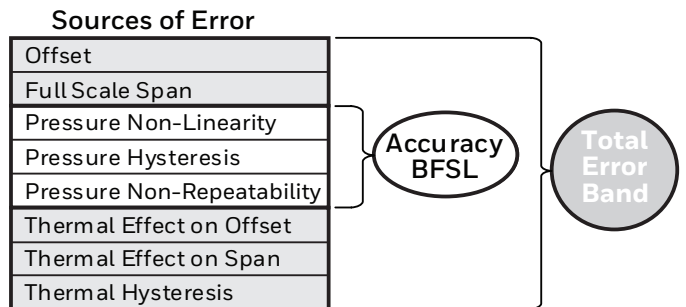 Sources of Error
Offset
Full Scale Span
Pressure Non-Linearity
Pressure Hysteresis
Pressure Non-Repeatability
Thermal Effect on Offset
Thermal Effect on Span
Thermal Hysteresis
Accuracy
BFSL
Total
Error
Band